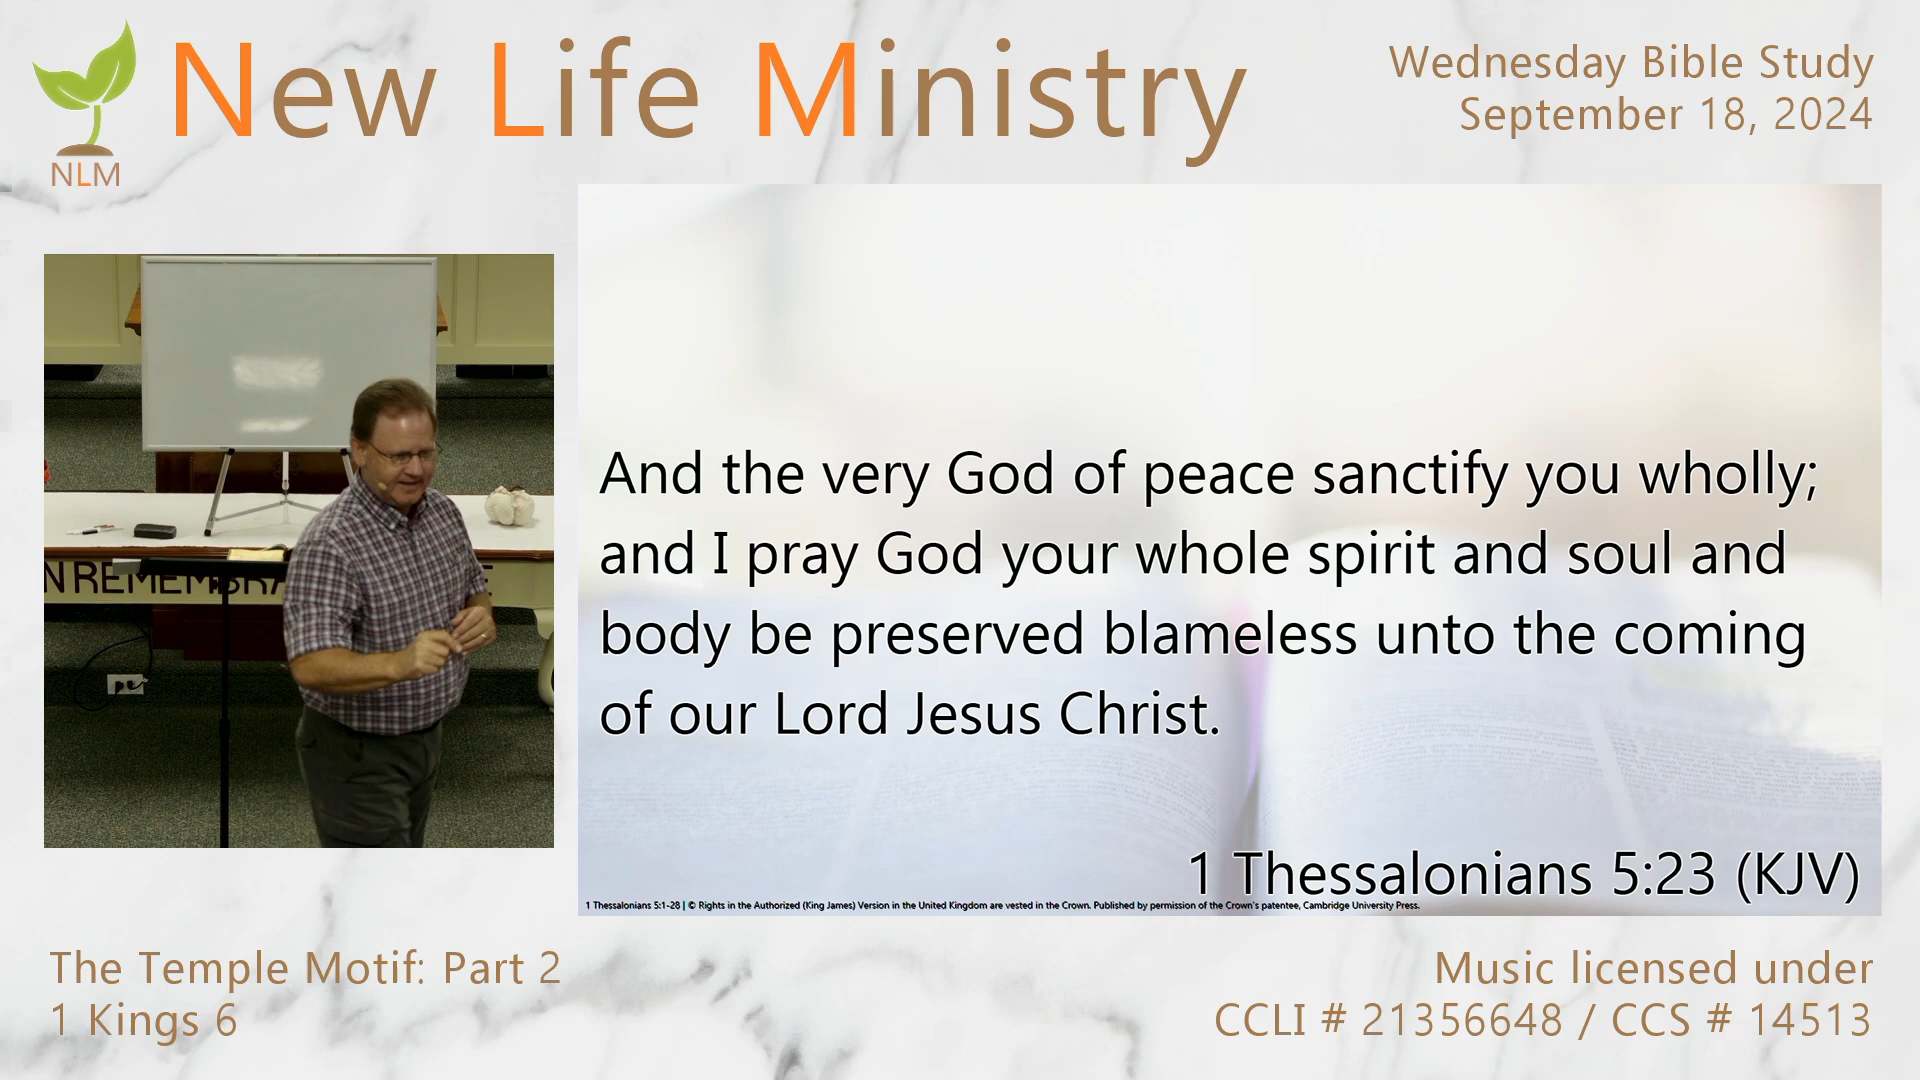 New Life Ministry
NLM
Wednesday Bible Study
September 18, 2024
And the very God of peace sanctify you wholly;
and I pray God your whole spirit and soul and
body be preserved blameless unto the coming
of our Lord Jesus Christ.
1 Thessalonians 5:23 (KJV)
1 Thessalonians 5:1-28 | © Rights in the Authorized (King James) Version in the United Kingdom are vested in the Crown. Published by permission of the Crown's patentee, Cambridge University Press.
The Temple Motif: Part 2
1 Kings 6
Music licensed under
CCLI # 21356648 / CCS # 14513